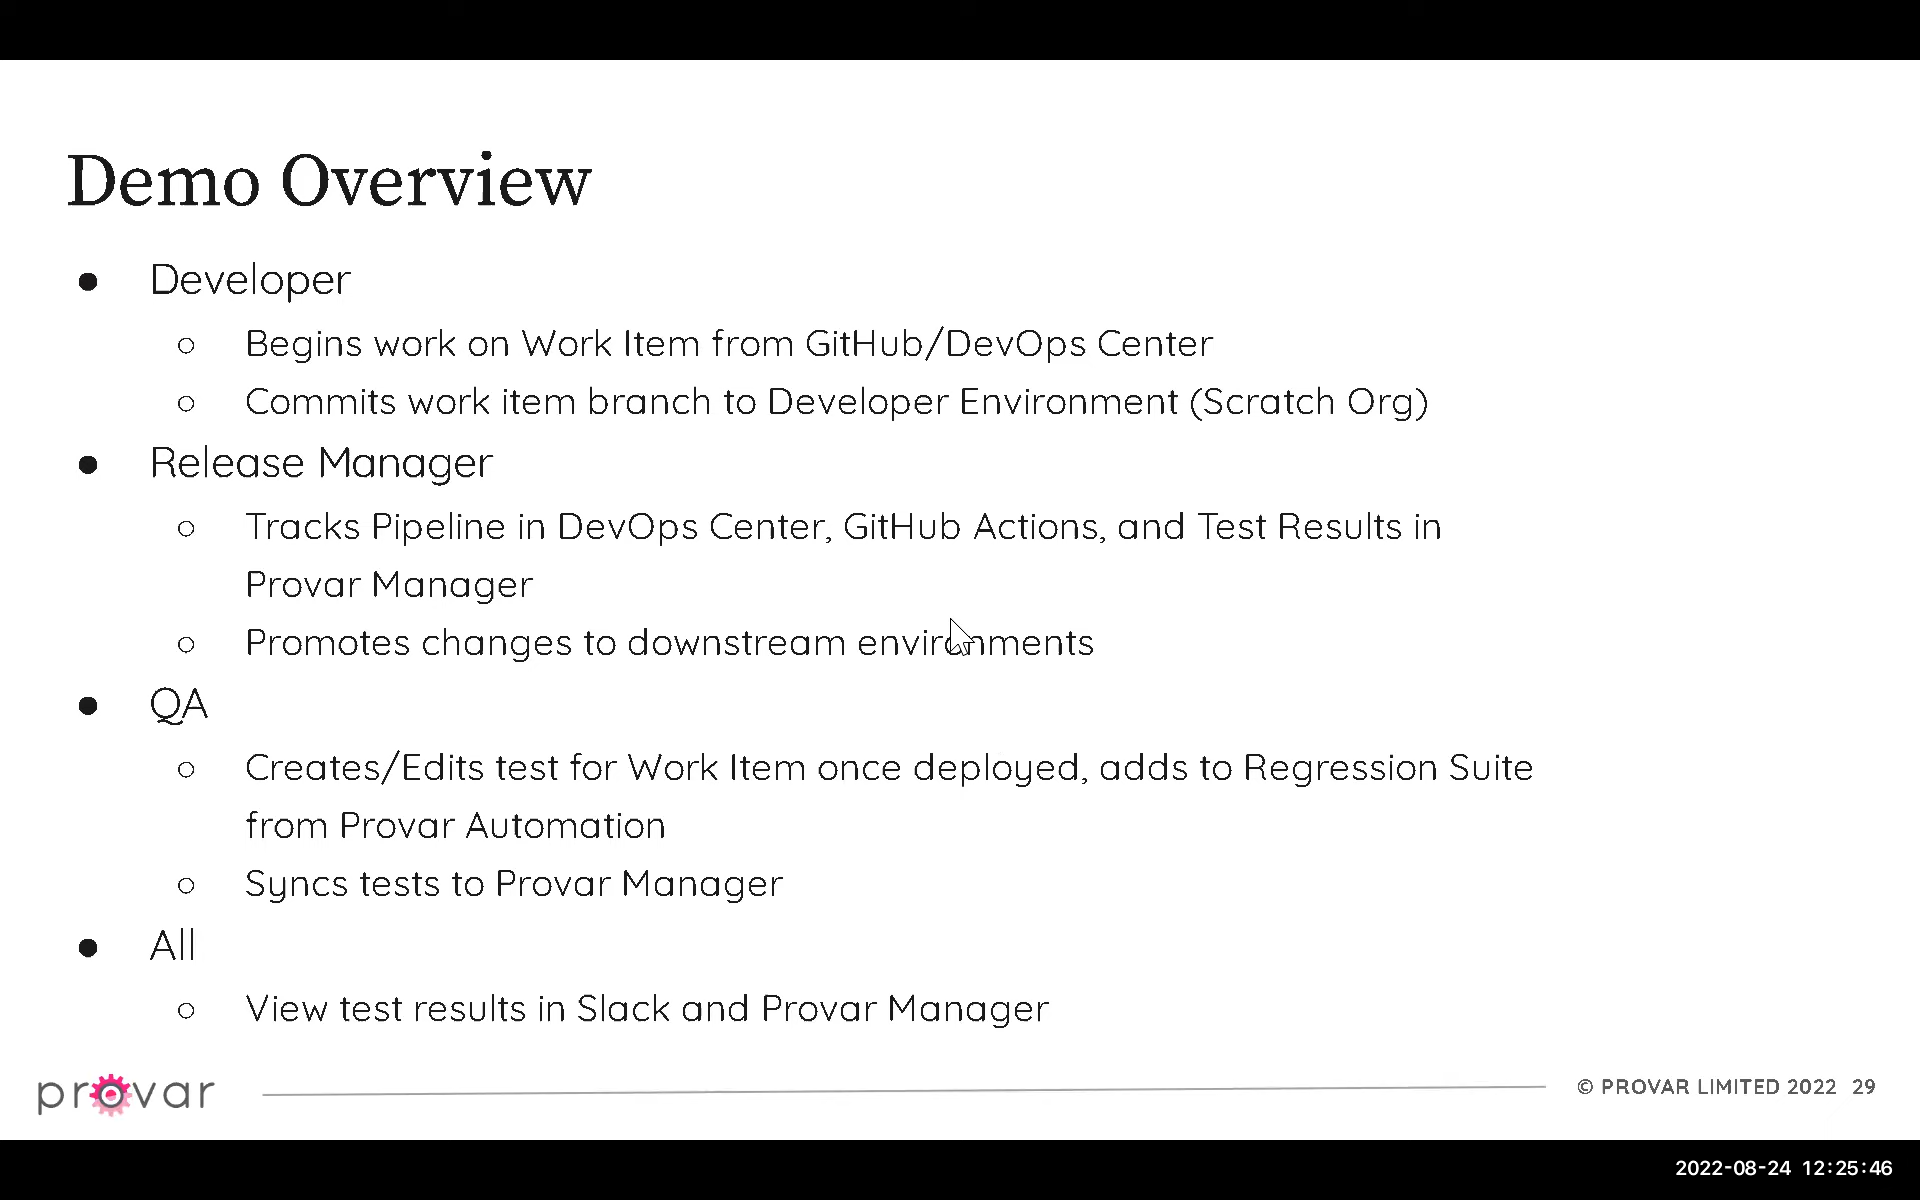 Demo Overview
● Developer
○ Begins work on Work Item from GitHub/DevOps Center
○ Commits work item branch to Developer Environment (Scratch Org)
● Release Manager
○ Tracks Pipeline in DevOps Center, GitHub Actions, and Test Results in
Provar Manager
○ Promotes changes to downstream environments
● QA
○ Creates/Edits test for Work Item once deployed, adds to Regression Suite
from Provar Automation
○ Syncs tests to Provar Manager
● All
○ View test results in Slack and Provar Manager
provar
© PROVAR LIMITED 2022 29
2022-08-24 12:25:46